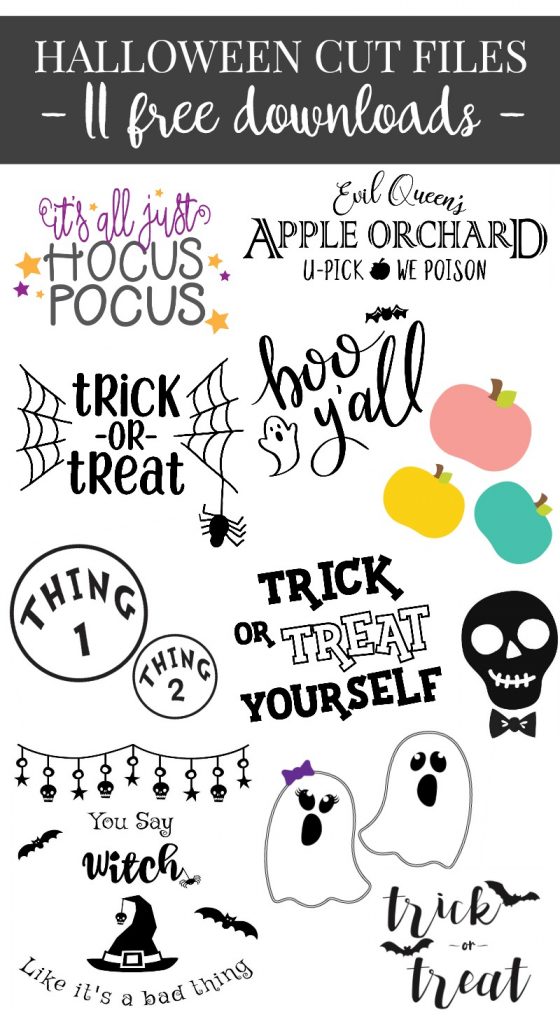 HALLOWEEN CUT FILES
- 11 free downloads -
it's all just
HOCUS
POCUS
Evil Queen's
APPLE ORCHARD
U-PICK WE POISON
tRicK
-OR-
tReat
boo
y'all
THING
1
THING
2
TRICK
OR TREAT
YOURSELF
You Say
Witch
Like it's a bad thing
trick
- or -
treat